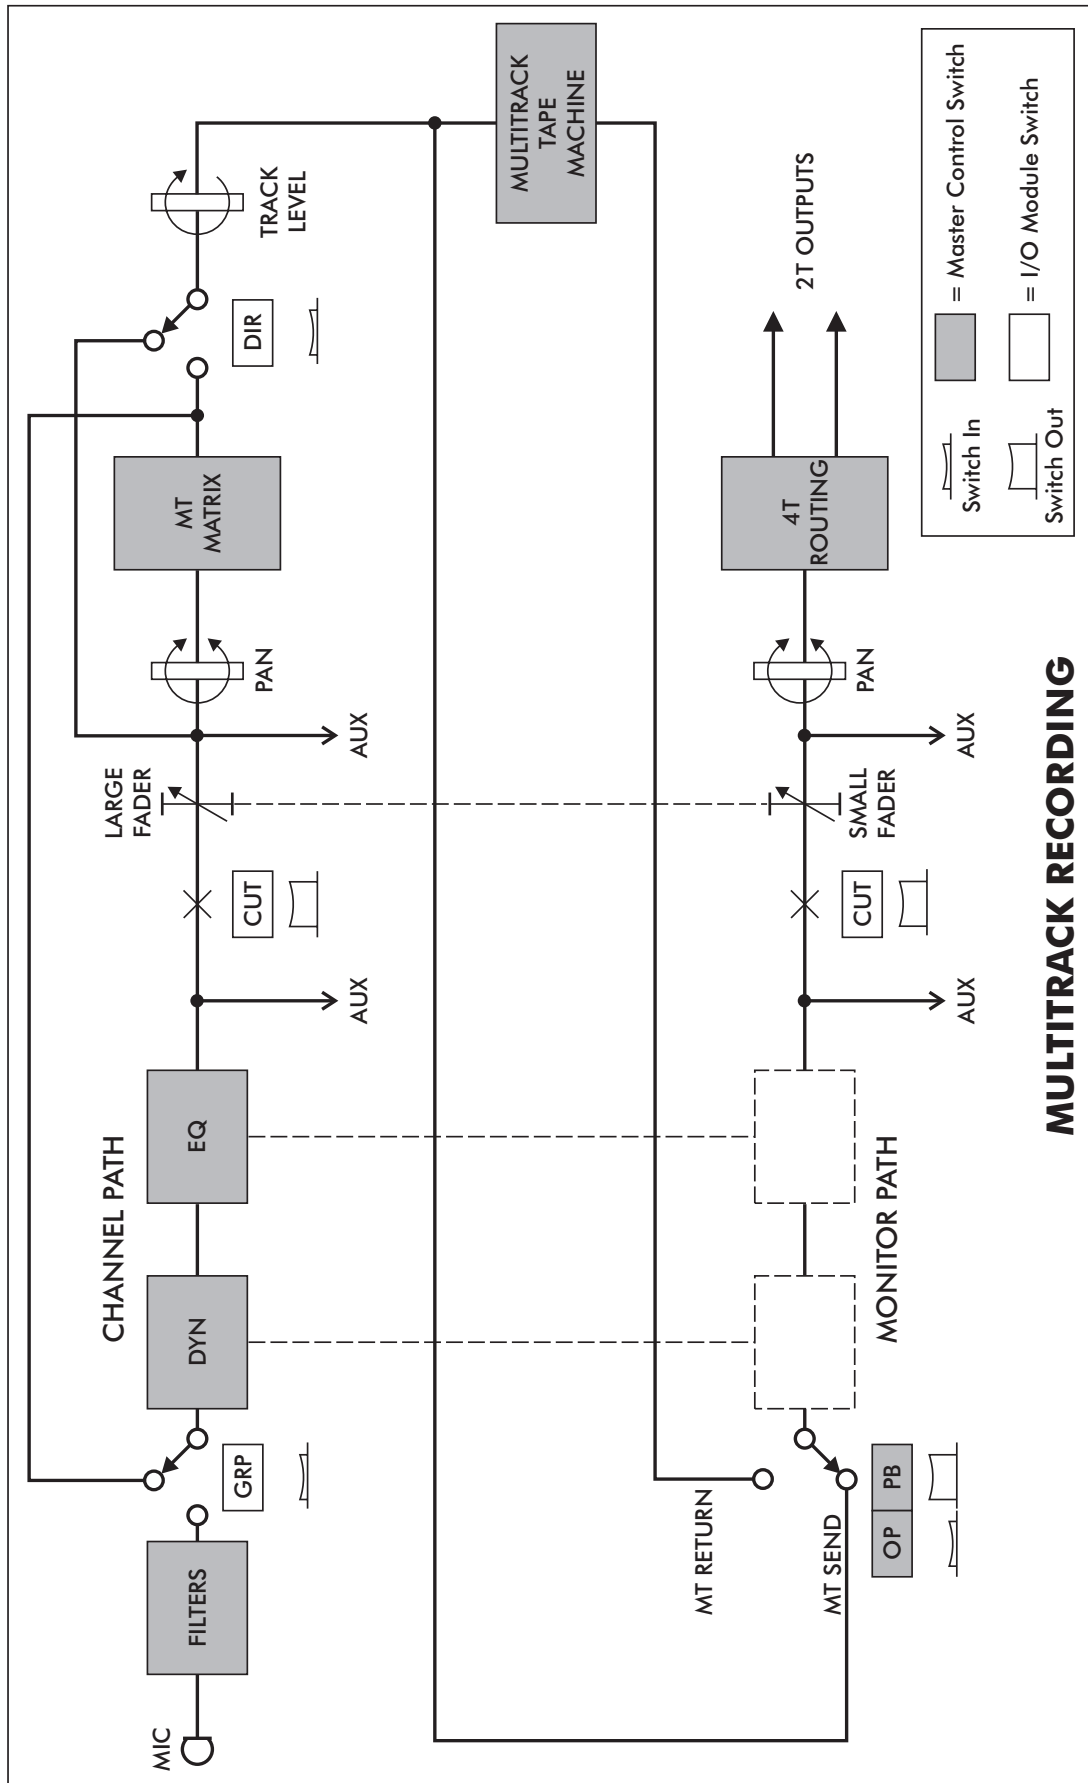 CHANNEL PATH
MIC
FILTERS
GRP
DYN
EQ
AUX
CUT
LARGE
FADER
AUX
PAN
MT
MATRIX
DIR
TRACK
LEVEL
MULTITRACK
TAPE
MACHINE
MT RETURN
MT SEND
OP
PB
MONITOR PATH
AUX
CUT
SMALL
FADER
AUX
PAN
4T
ROUTING
2T OUTPUTS
Switch In
= Master Control Switch
Switch Out
= I/O Module Switch
MULTITRACK RECORDING